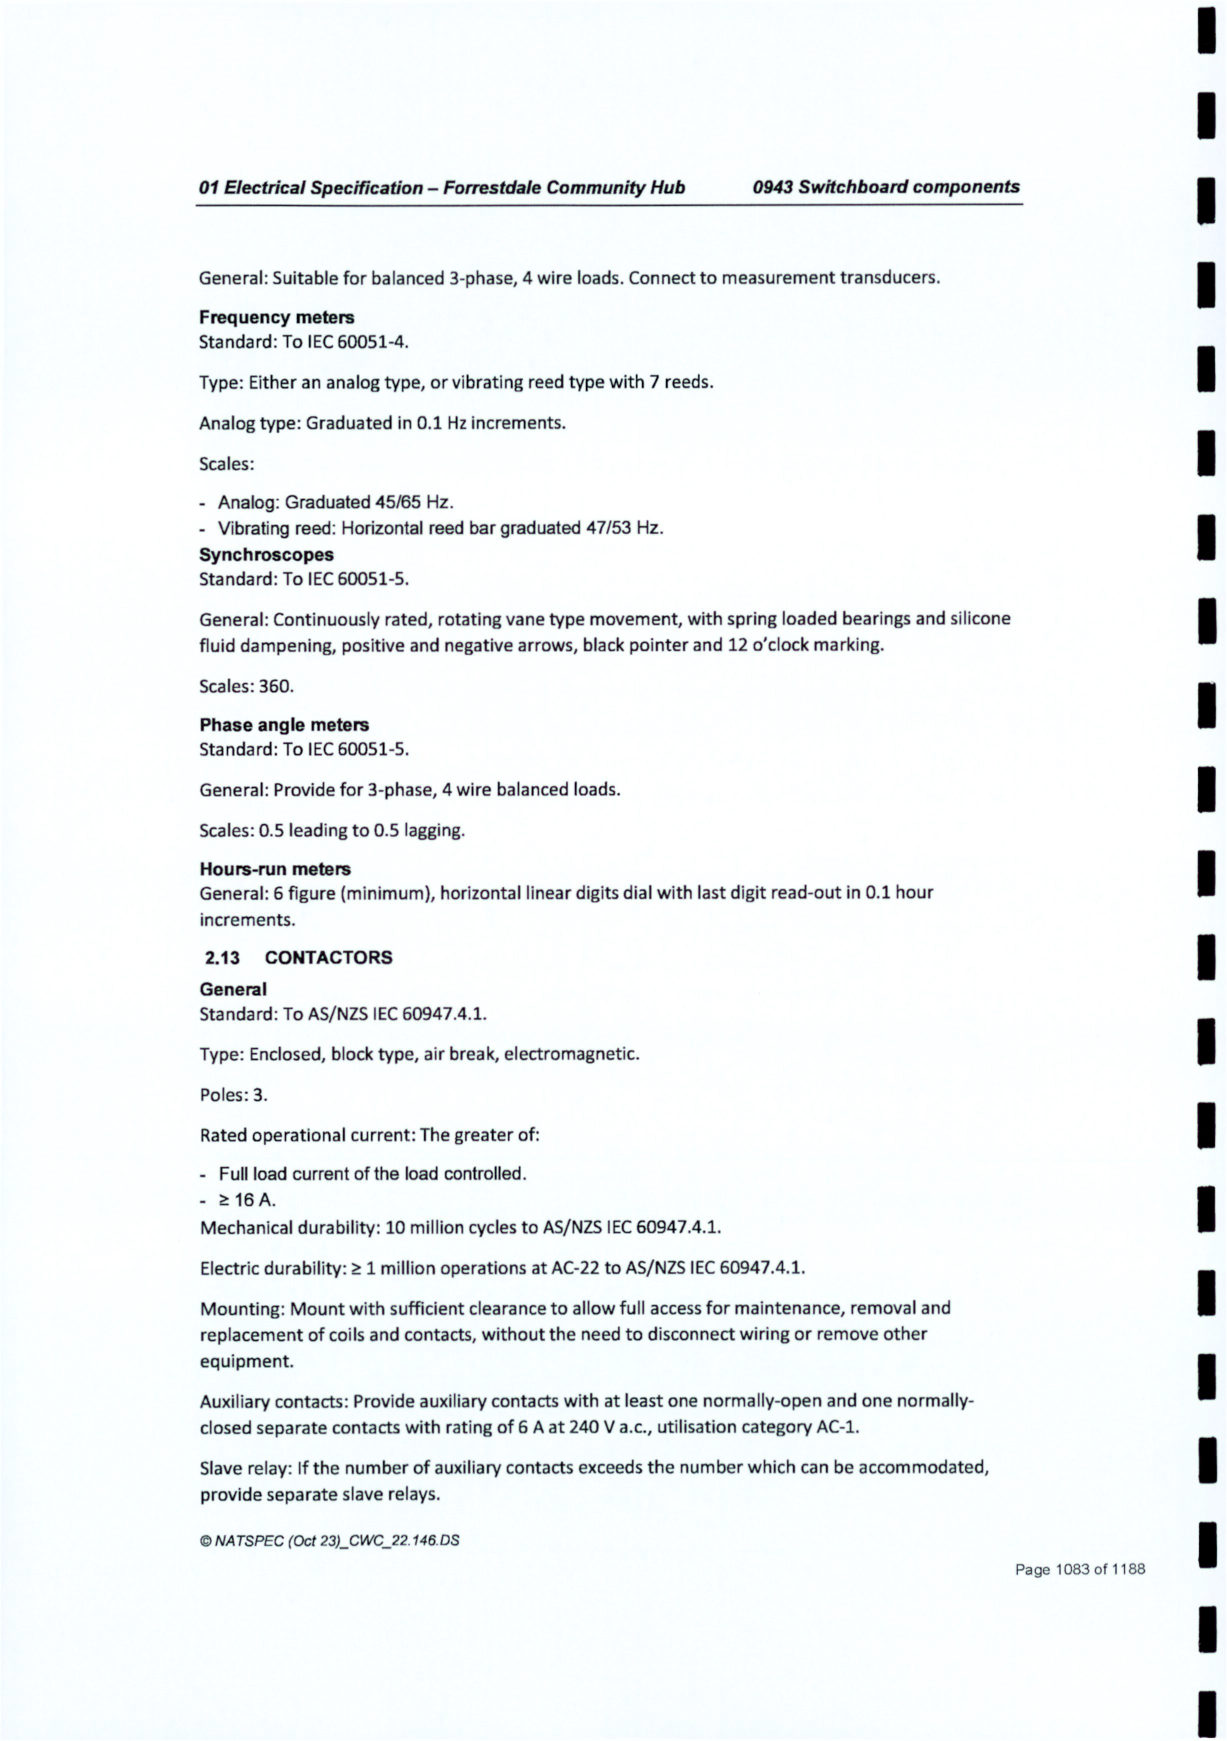 01 Electrical Specification – Forrestdale Community Hub 0943 Switchboard components
General: Suitable for balanced 3-phase, 4 wire loads. Connect to measurement transducers.
Frequency meters
Standard: To IEC 60051-4.
Type: Either an analog type, or vibrating reed type with 7 reeds.
Analog type: Graduated in 0.1 Hz increments.
Scales:
- Analog: Graduated 45/65 Hz.
- Vibrating reed: Horizontal reed bar graduated 47/53 Hz.
Synchroscopes
Standard: To IEC 60051-5.
General: Continuously rated, rotating vane type movement, with spring loaded bearings and silicone
fluid dampening, positive and negative arrows, black pointer and 12 o'clock marking.
Scales: 360.
Phase angle meters
Standard: To IEC 60051-5.
General: Provide for 3-phase, 4 wire balanced loads.
Scales: 0.5 leading to 0.5 lagging.
Hours-run meters
General: 6 figure (minimum), horizontal linear digits dial with last digit read-out in 0.1 hour
increments.
2.13 CONTACTORS
General
Standard: To AS/NZS IEC 60947.4.1.
Type: Enclosed, block type, air break, electromagnetic.
Poles: 3.
Rated operational current: The greater of:
- Full load current of the load controlled.
- ≥ 16 A.
Mechanical durability: 10 million cycles to AS/NZS IEC 60947.4.1.
Electric durability: ≥ 1 million operations at AC-22 to AS/NZS IEC 60947.4.1.
Mounting: Mount with sufficient clearance to allow full access for maintenance, removal and
replacement of coils and contacts, without the need to disconnect wiring or remove other
equipment.
Auxiliary contacts: Provide auxiliary contacts with at least one normally-open and one normally-
closed separate contacts with rating of 6 A at 240 V a.c., utilisation category AC-1.
Slave relay: If the number of auxiliary contacts exceeds the number which can be accommodated,
provide separate slave relays.
© NATSPEC (Oct 23)_CWC_22.146.DS
Page 1083 of 1188